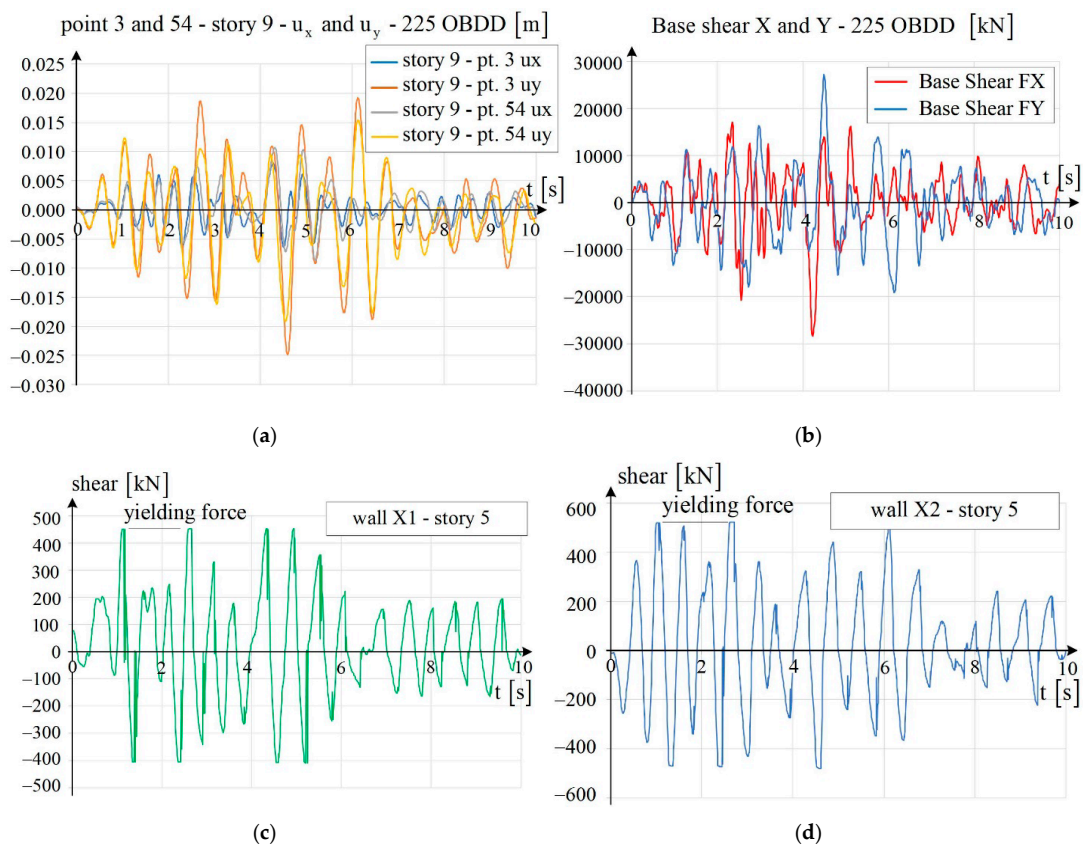 point 3 and 54 - story 9 - ux and uy - 225 OBDD [m]
0.025
0.020
0.015
0.010
0.005
0.000
−0.005
−0.010
−0.015
−0.020
−0.025
−0.030
story 9 - pt. 3 ux
story 9 - pt. 3 uy
story 9 - pt. 54 ux
story 9 - pt. 54 uy
t [s]
0 1 2 3 4 5 6 7 8 9 10
(a)
Base shear X and Y - 225 OBDD [kN]
30000
20000
10000
0
−10000
−20000
−30000
−40000
Base Shear FX
Base Shear FY
t [s]
0 2 4 6 8 10
(b)
shear [kN]
yielding force
wall X1 - story 5
500
400
300
200
100
0
−100
−200
−300
−400
−500
0 2 4 6 8 10
t [s]
(c)
shear [kN]
yielding force
wall X2 - story 5
600
400
200
0
−200
−400
−600
0 2 4 6 8 10
t [s]
(d)